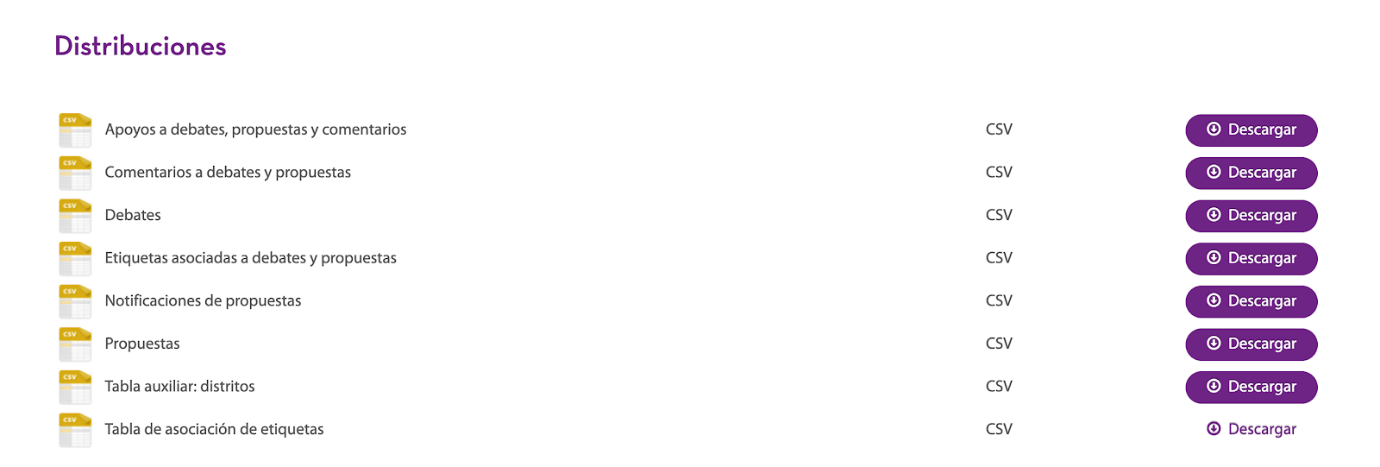 Distribuciones
CSV Apoyos a debates, propuestas y comentarios CSV Descargar
CSV Comentarios a debates y propuestas CSV Descargar
CSV Debates CSV Descargar
CSV Etiquetas asociadas a debates y propuestas CSV Descargar
CSV Notificaciones de propuestas CSV Descargar
CSV Propuestas CSV Descargar
CSV Tabla auxiliar: distritos CSV Descargar
CSV Tabla de asociación de etiquetas CSV Descargar